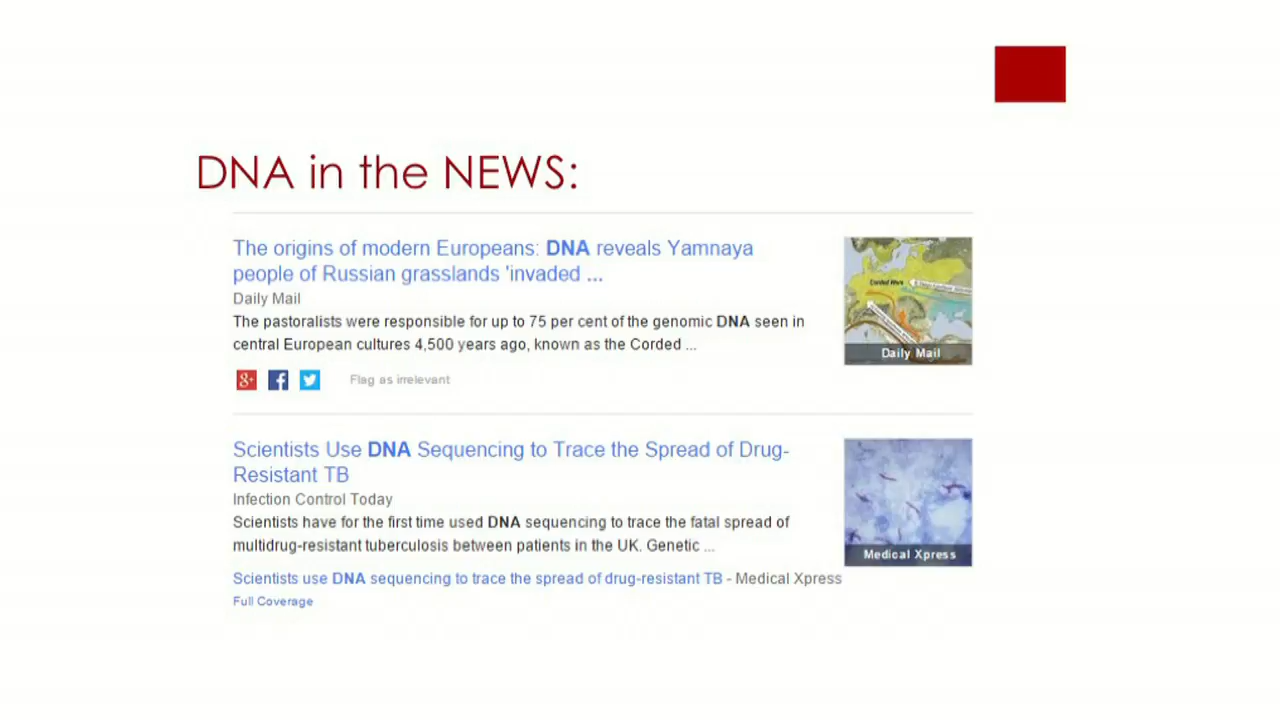 DNA in the NEWS:
The origins of modern Europeans: DNA reveals Yamnaya
people of Russian grasslands 'invaded ...
Daily Mail
The pastoralists were responsible for up to 75 per cent of the genomic DNA seen in
central European cultures 4,500 years ago, known as the Corded ...
Flag as irrelevant
Corded Ware
Daily Mail
Scientists Use DNA Sequencing to Trace the Spread of Drug-
Resistant TB
Infection Control Today
Scientists have for the first time used DNA sequencing to trace the fatal spread of
multidrug-resistant tuberculosis between patients in the UK. Genetic ...
Medical Xpress
Scientists use DNA sequencing to trace the spread of drug-resistant TB - Medical Xpress
Full Coverage